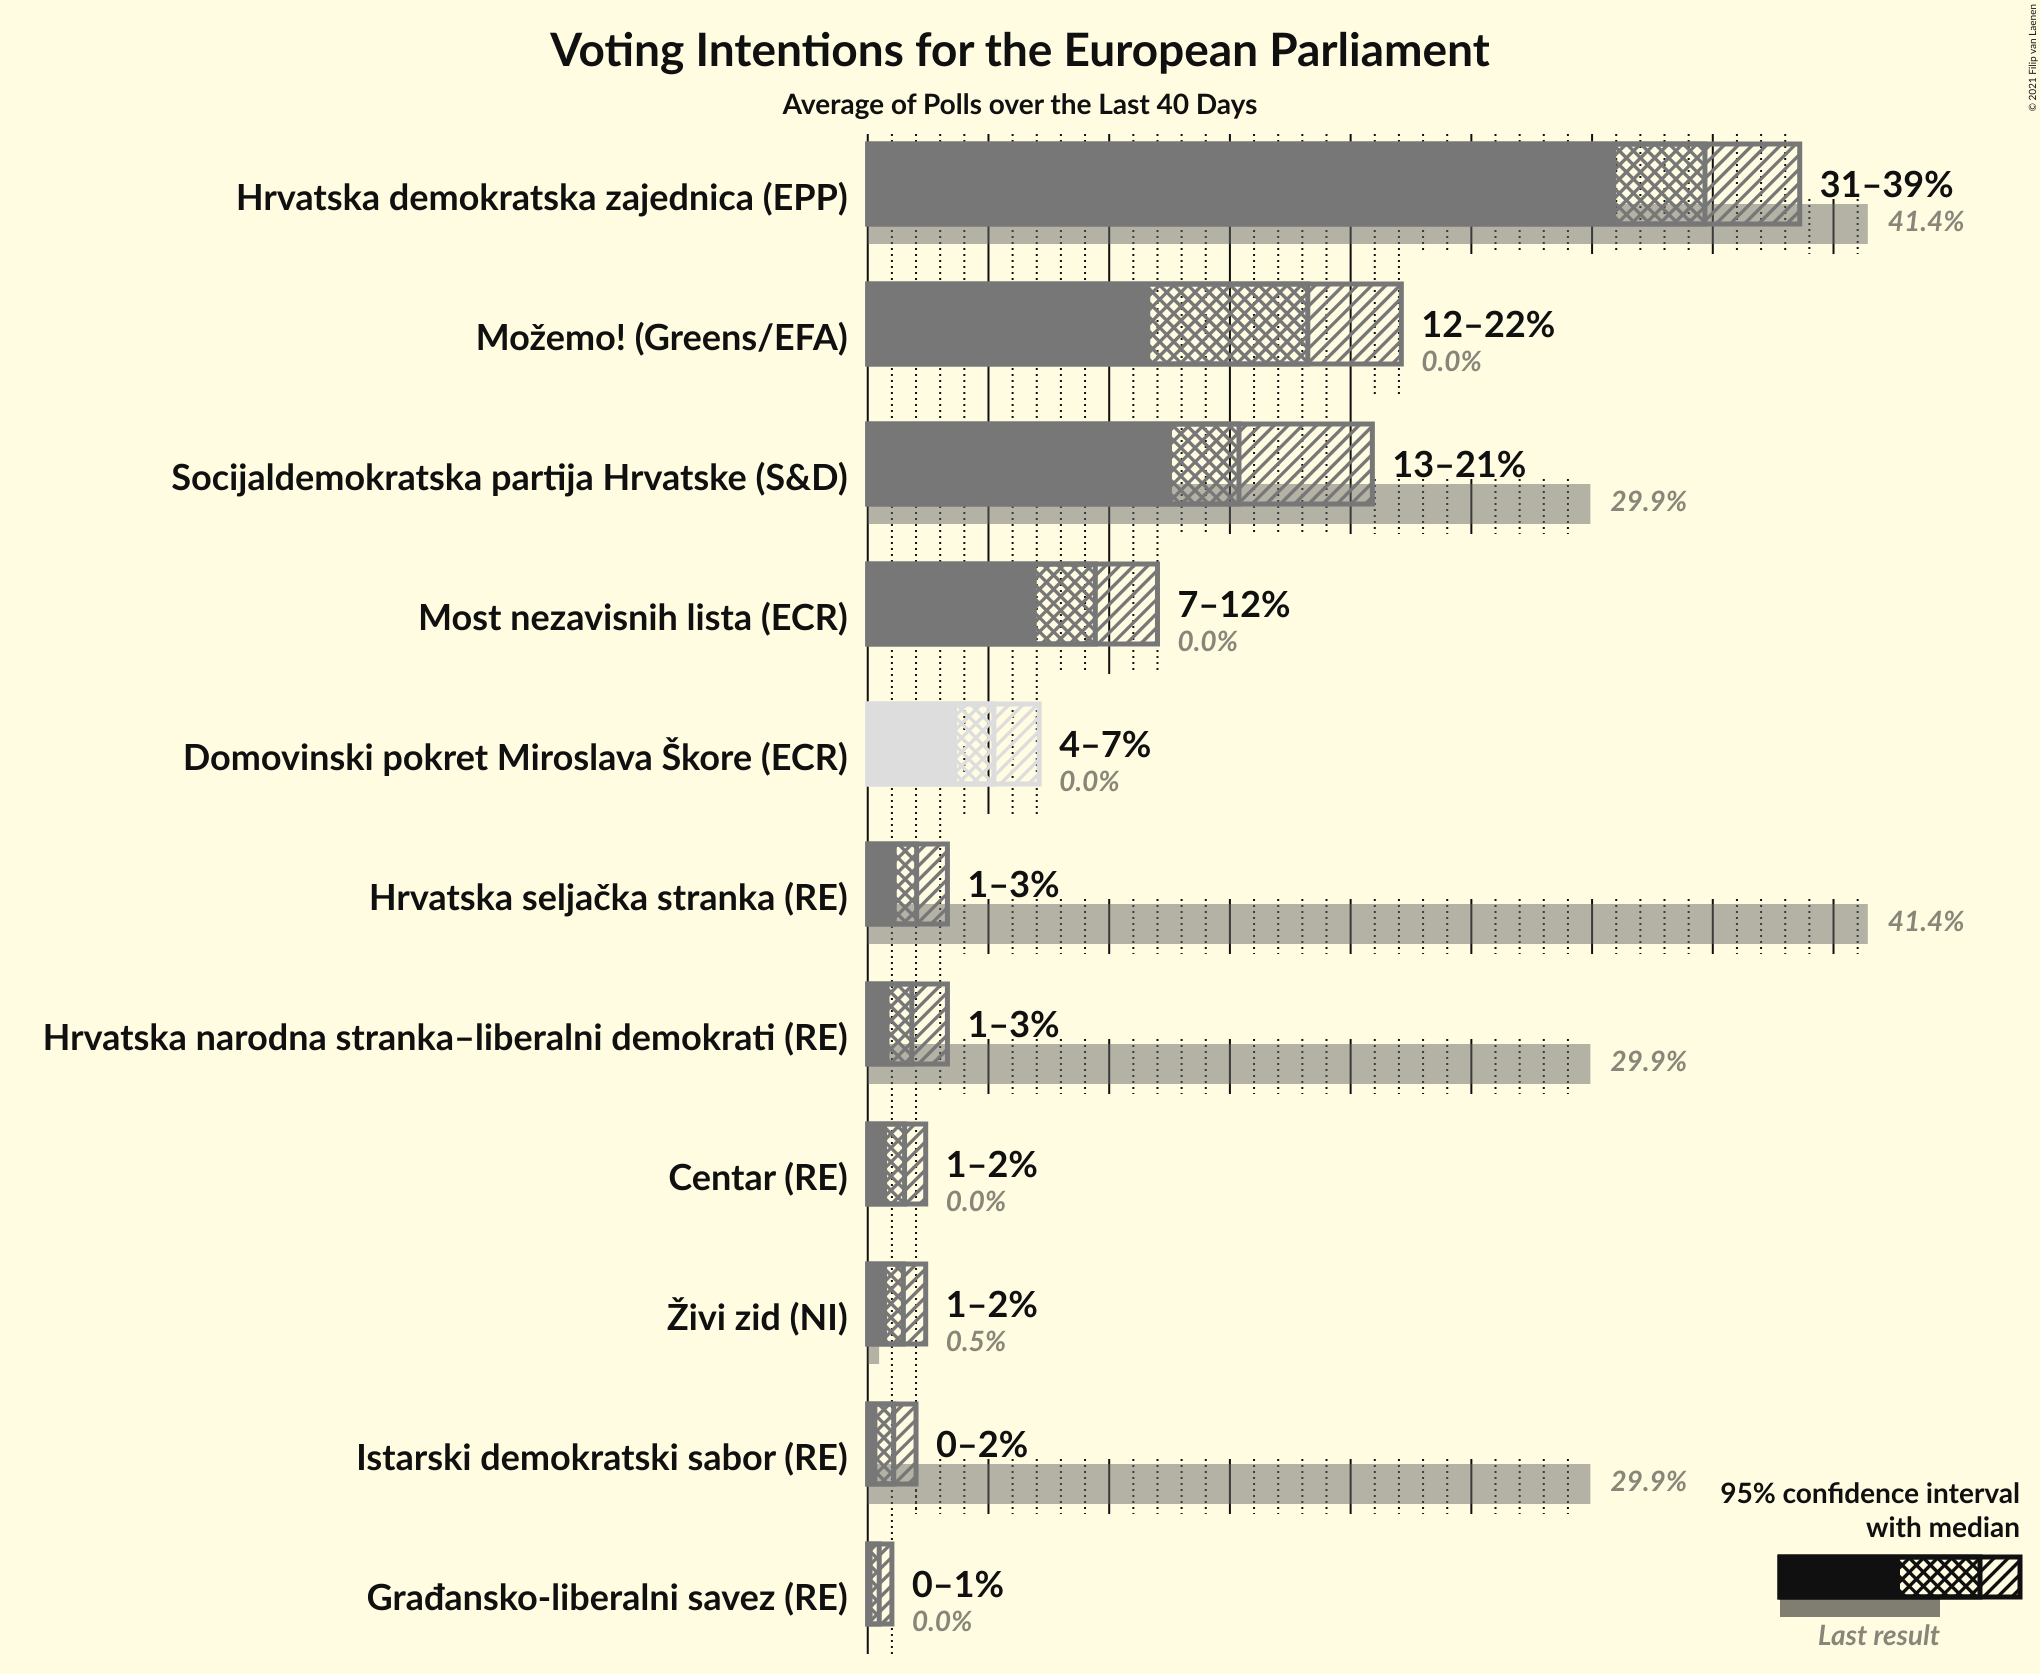 Voting Intentions for the European Parliament
Average of Polls over the Last 40 Days
© 2021 Filip van Laenen
Hrvatska demokratska zajednica (EPP)
31–39%
41.4%
Možemo! (Greens/EFA)
12–22%
0.0%
Socijaldemokratska partija Hrvatske (S&D)
13–21%
29.9%
Most nezavisnih lista (ECR)
7–12%
0.0%
Domovinski pokret Miroslava Škore (ECR)
4–7%
0.0%
Hrvatska seljačka stranka (RE)
1–3%
41.4%
Hrvatska narodna stranka–liberalni demokrati (RE)
1–3%
29.9%
Centar (RE)
1–2%
0.0%
Živi zid (NI)
1–2%
0.5%
Istarski demokratski sabor (RE)
0–2%
29.9%
Građansko-liberalni savez (RE)
0–1%
0.0%
95% confidence interval
with median
Last result